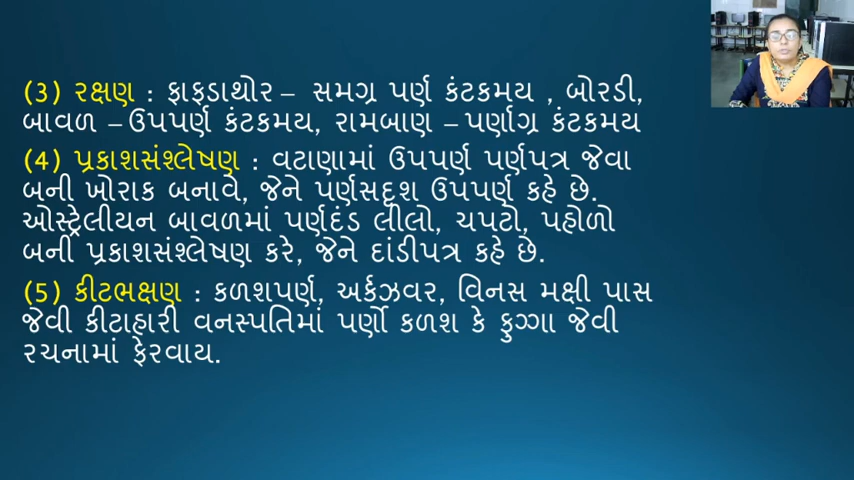 (3) રક્ષણ : ફાફડાથોર – સમગ્ર પર્ણ કંટકમય , બોરડી,
બાવળ – ઉપપર્ણ કંટકમય, રામબાણ – પર્ણાગ્ર કંટકમય
(4) પ્રકાશસંશ્લેષણ : વટાણામાં ઉપપર્ણ પર્ણપત્ર જેવા
બની ખોરાક બનાવે, જેને પર્ણસદૃશ ઉપપર્ણ કહે છે.
ઓસ્ટ્રેલીયન બાવળમાં પર્ણદંડ લીલો, ચપટો, પહોળો
બની પ્રકાશસંશ્લેષણ કરે, જેને દાંડીપત્ર કહે છે.
(5) કીટભક્ષણ : કળશપર્ણ, અર્કઝવર, વિનસ મક્ષી પાસ
જેવી કીટાહારી વનસ્પતિમાં પર્ણો કળશ કે ફુગ્ગા જેવી
રચનામાં ફેરવાય.